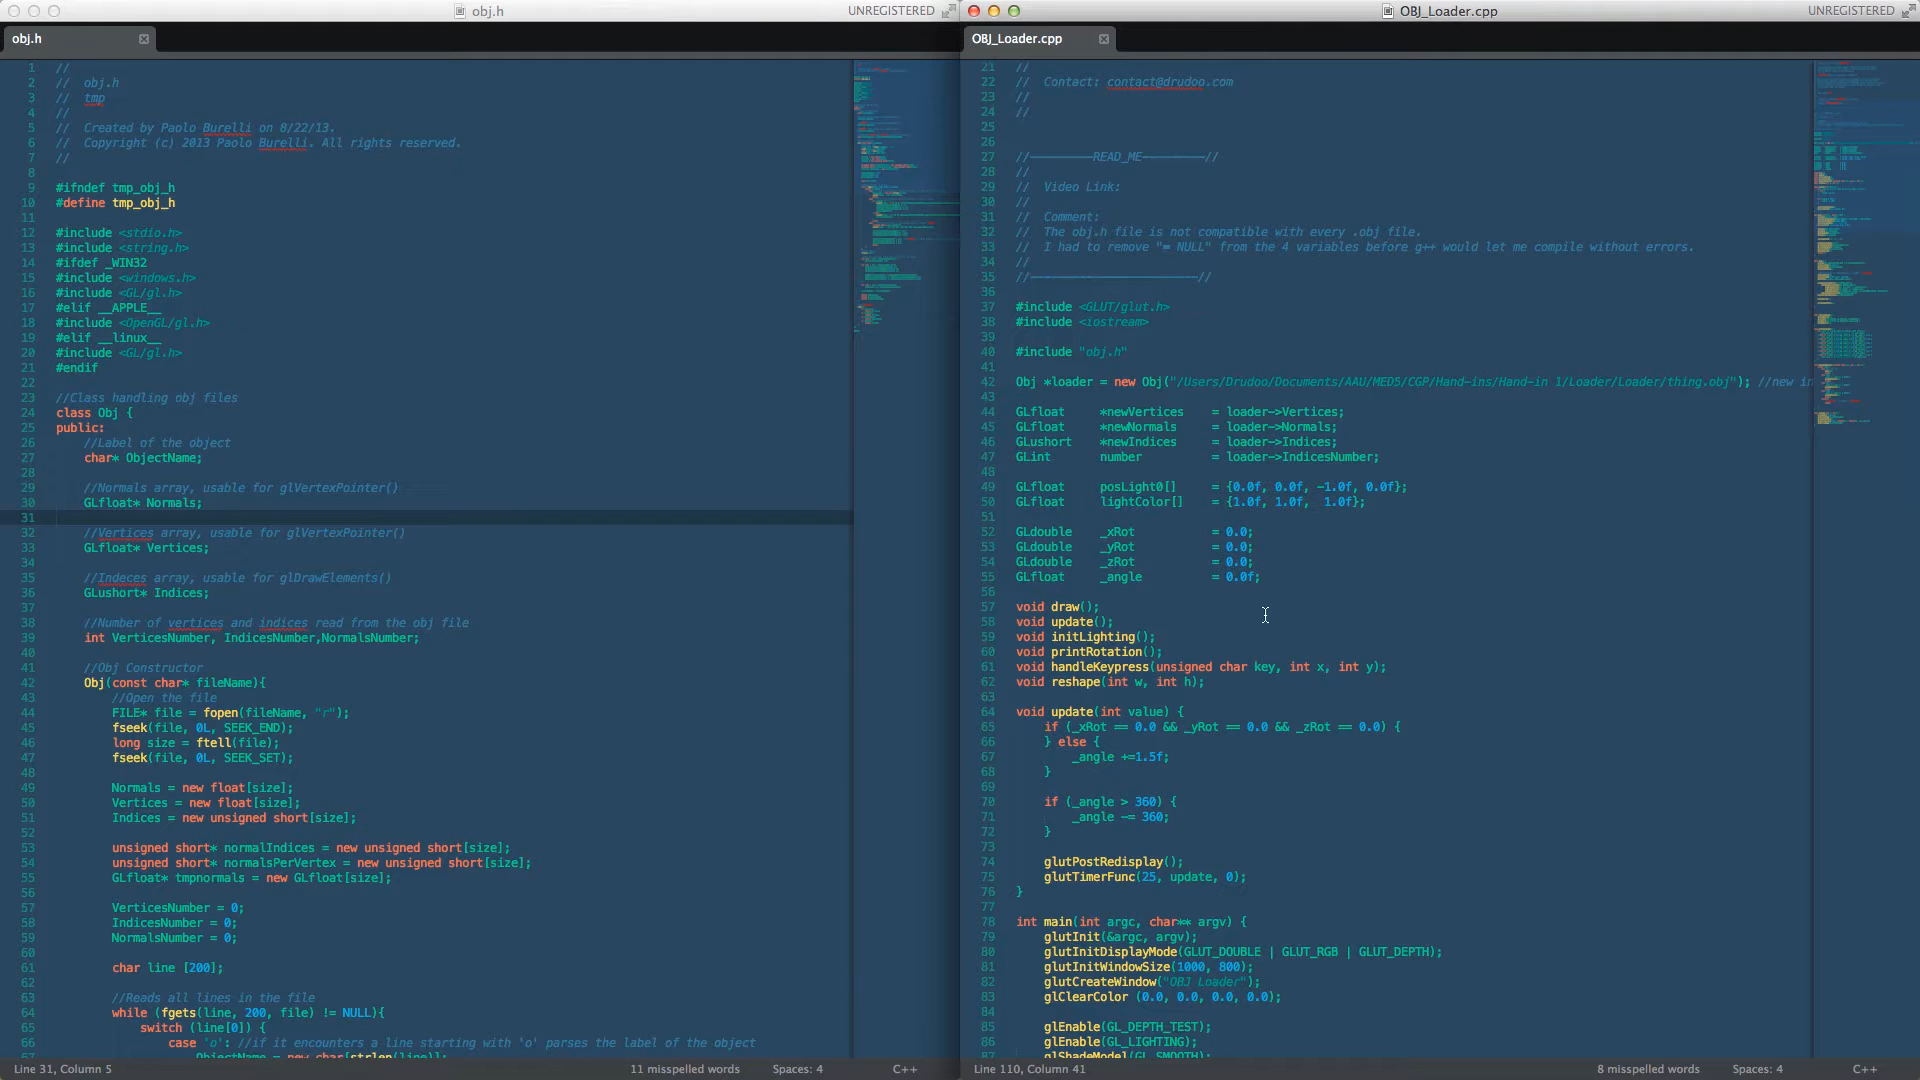 obj.h
UNREGISTERED
obj.h
1 //
2 //  obj.h
3 //  tmp
4 //
5 //  Created by Paolo Burelli on 8/22/13.
6 //  Copyright (c) 2013 Paolo Burelli. All rights reserved.
7 //
8
9 #ifndef tmp_obj_h
10 #define tmp_obj_h
11
12 #include <stdio.h>
13 #include <string.h>
14 #ifdef _WIN32
15 #include <windows.h>
16 #include <GL/gl.h>
17 #elif __APPLE__
18 #include <OpenGL/gl.h>
19 #elif __linux__
20 #include <GL/gl.h>
21 #endif
22
23 //Class handling obj files
24 class Obj {
25 public:
26     //Label of the object
27     char* ObjectName;
28
29     //Normals array, usable for glVertexPointer()
30     GLfloat* Normals;
31
32     //Vertices array, usable for glVertexPointer()
33     GLfloat* Vertices;
34
35     //Indeces array, usable for glDrawElements()
36     GLushort* Indices;
37
38     //Number of vertices and indices read from the obj file
39     int VerticesNumber, IndicesNumber,NormalsNumber;
40
41     //Obj Constructor
42     Obj(const char* fileName){
43         //Open the file
44         FILE* file = fopen(fileName, "r");
45         fseek(file, 0L, SEEK_END);
46         long size = ftell(file);
47         fseek(file, 0L, SEEK_SET);
48
49         Normals = new float[size];
50         Vertices = new float[size];
51         Indices = new unsigned short[size];
52
53         unsigned short* normalIndices = new unsigned short[size];
54         unsigned short* normalsPerVertex = new unsigned short[size];
55         GLfloat* tmpnormals = new GLfloat[size];
56
57         VerticesNumber = 0;
58         IndicesNumber = 0;
59         NormalsNumber = 0;
60
61         char line [200];
62
63         //Reads all lines in the file
64         while (fgets(line, 200, file) != NULL){
65             switch (line[0]) {
66                 case 'o': //if it encounters a line starting with 'o' parses the label of the object
67                     ObjectName = new char[strlen(line)];
Line 31, Column 5
11 misspelled words
Spaces: 4
C++
OBJ_Loader.cpp
UNREGISTERED
OBJ_Loader.cpp
21 //
22 //  Contact: contact@drudoo.com
23 //
24 //
25
26
27 //—————————READ_ME—————————//
28 //
29 //  Video Link:
30 //
31 //  Comment:
32 //  The obj.h file is not compatible with every .obj file.
33 //  I had to remove "= NULL" from the 4 variables before g++ would let me compile without errors.
34 //
35 //————————————————————————//
36
37 #include <GLUT/glut.h>
38 #include <iostream>
39
40 #include "obj.h"
41
42 Obj *loader = new Obj("/Users/Drudoo/Documents/AAU/MED5/CGP/Hand-ins/Hand-in 1/Loader/Loader/thing.obj"); //new in
43
44 GLfloat     *newVertices    = loader->Vertices;
45 GLfloat     *newNormals     = loader->Normals;
46 GLushort    *newIndices     = loader->Indices;
47 GLint       number          = loader->IndicesNumber;
48
49 GLfloat     posLight0[]     = {0.0f, 0.0f, -1.0f, 0.0f};
50 GLfloat     lightColor[]    = {1.0f, 1.0f,  1.0f};
51
52 GLdouble    _xRot           = 0.0;
53 GLdouble    _yRot           = 0.0;
54 GLdouble    _zRot           = 0.0;
55 GLfloat     _angle          = 0.0f;
56
57 void draw();
58 void update();
59 void initLighting();
60 void printRotation();
61 void handleKeypress(unsigned char key, int x, int y);
62 void reshape(int w, int h);
63
64 void update(int value) {
65     if (_xRot == 0.0 && _yRot == 0.0 && _zRot == 0.0) {
66     } else {
67         _angle +=1.5f;
68     }
69
70     if (_angle > 360) {
71         _angle -= 360;
72     }
73
74     glutPostRedisplay();
75     glutTimerFunc(25, update, 0);
76 }
77
78 int main(int argc, char** argv) {
79     glutInit(&argc, argv);
80     glutInitDisplayMode(GLUT_DOUBLE | GLUT_RGB | GLUT_DEPTH);
81     glutInitWindowSize(1000, 800);
82     glutCreateWindow("OBJ Loader");
83     glClearColor (0.0, 0.0, 0.0, 0.0);
84
85     glEnable(GL_DEPTH_TEST);
86     glEnable(GL_LIGHTING);
87     glShadeModel(GL_SMOOTH);
Line 110, Column 41
8 misspelled words
Spaces: 4
C++